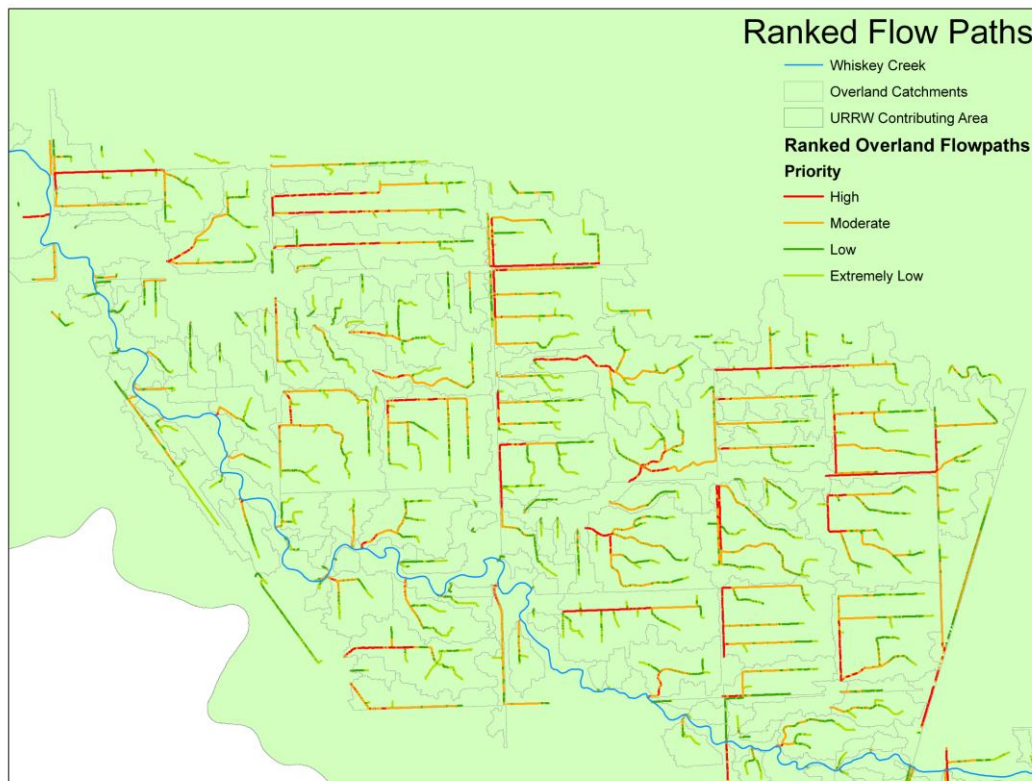 Ranked Flow Paths
Whiskey Creek
Overland Catchments
URRW Contributing Area
Ranked Overland Flowpaths
Priority
High
Moderate
Low
Extremely Low